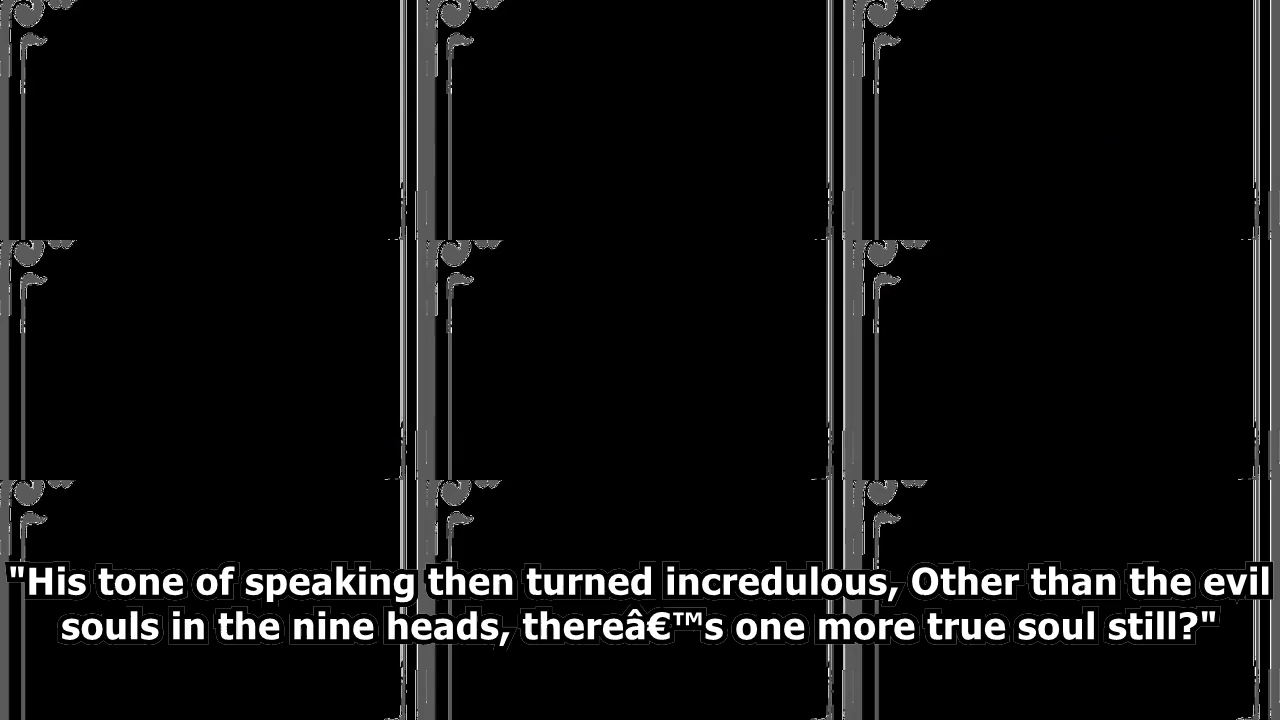 "His tone of speaking then turned incredulous, Other than the evil
souls in the nine heads, thereâ€™s one more true soul still?"